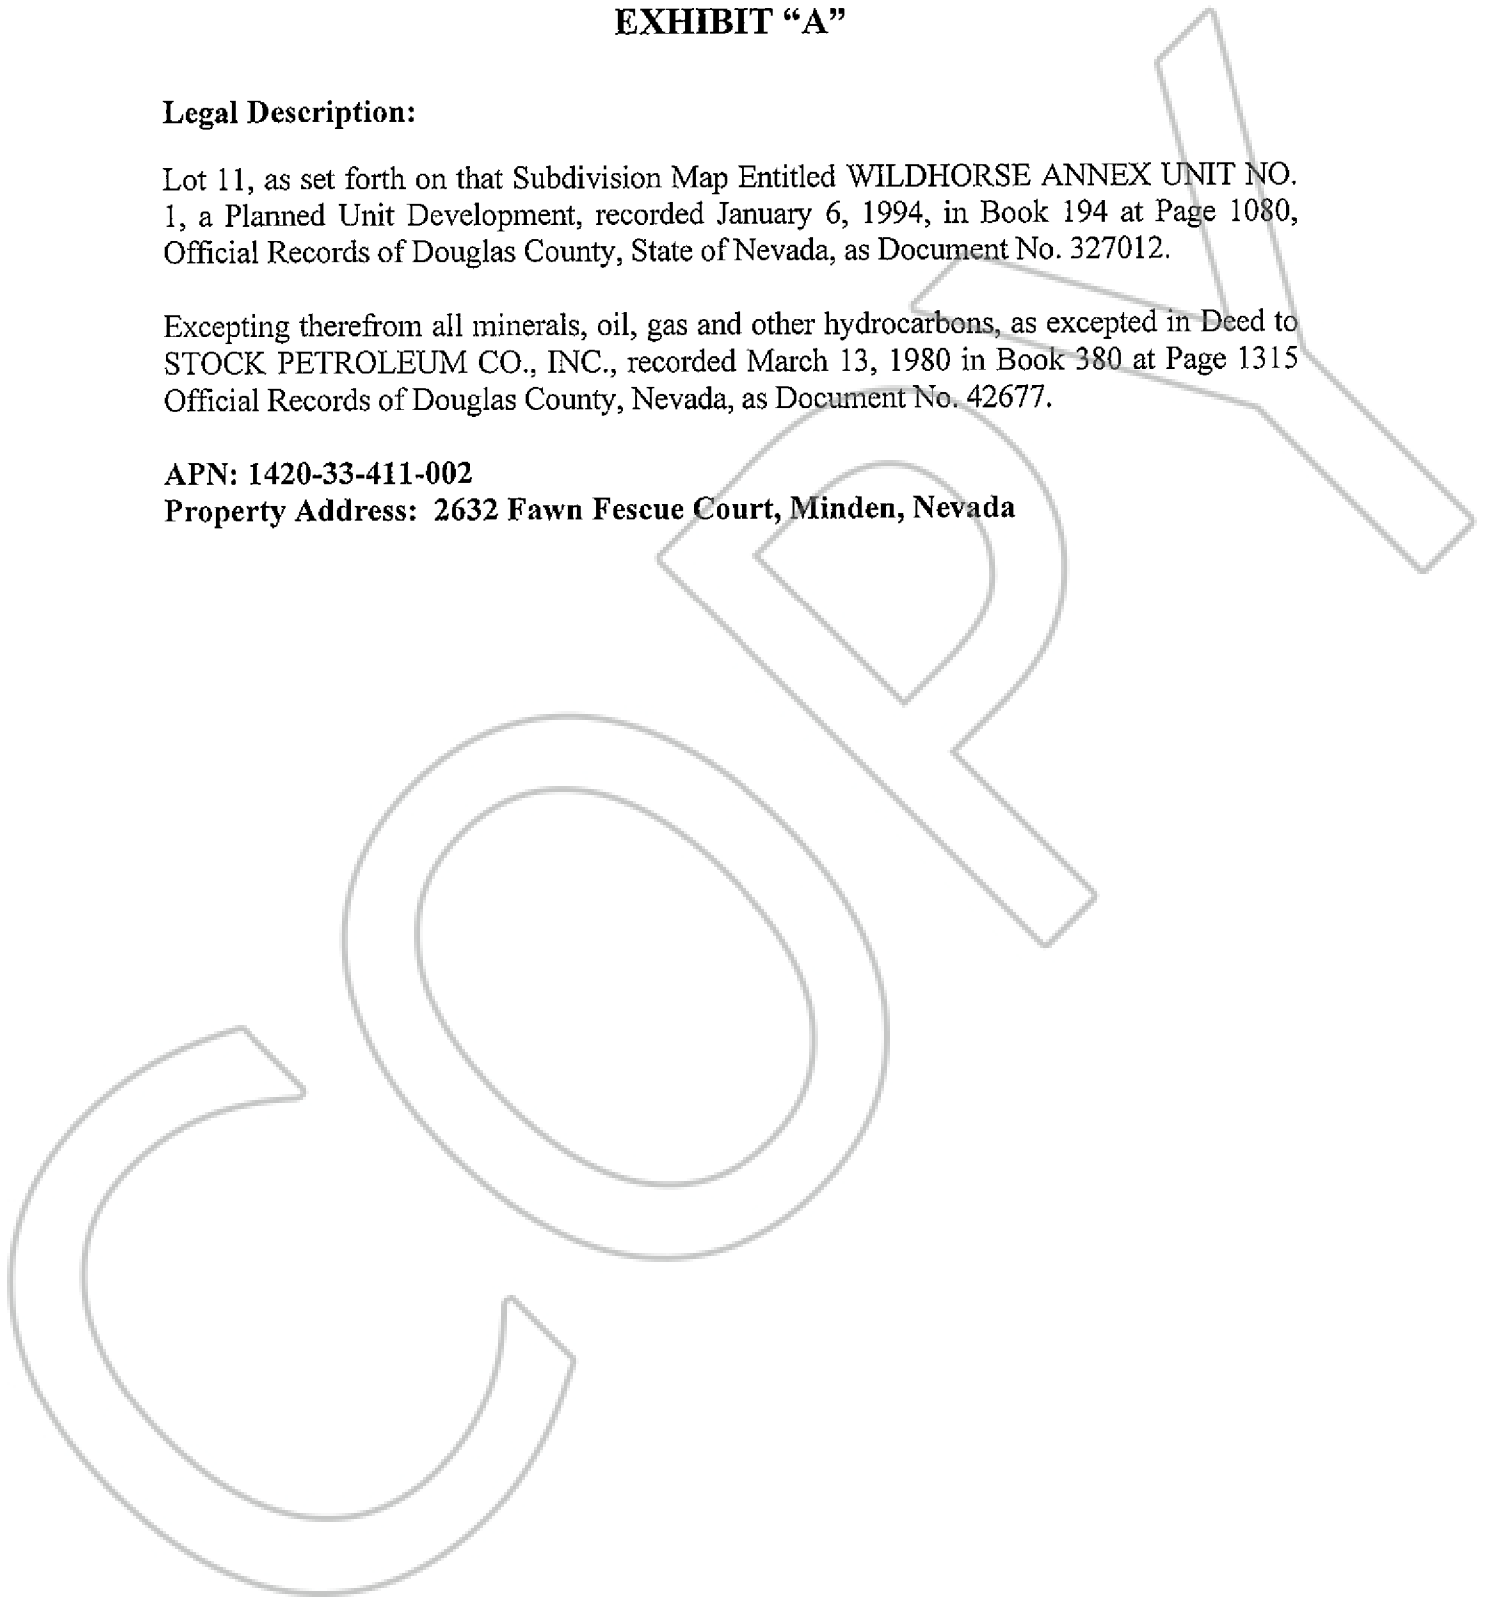 EXHIBIT “A”
Legal Description:
Lot 11, as set forth on that Subdivision Map Entitled WILDHORSE ANNEX UNIT NO.
1, a Planned Unit Development, recorded January 6, 1994, in Book 194 at Page 1080,
Official Records of Douglas County, State of Nevada, as Document No. 327012.
Excepting therefrom all minerals, oil, gas and other hydrocarbons, as excepted in Deed to
STOCK PETROLEUM CO., INC., recorded March 13, 1980 in Book 380 at Page 1315
Official Records of Douglas County, Nevada, as Document No. 42677.
APN: 1420-33-411-002
Property Address: 2632 Fawn Fescue Court, Minden, Nevada
COPY